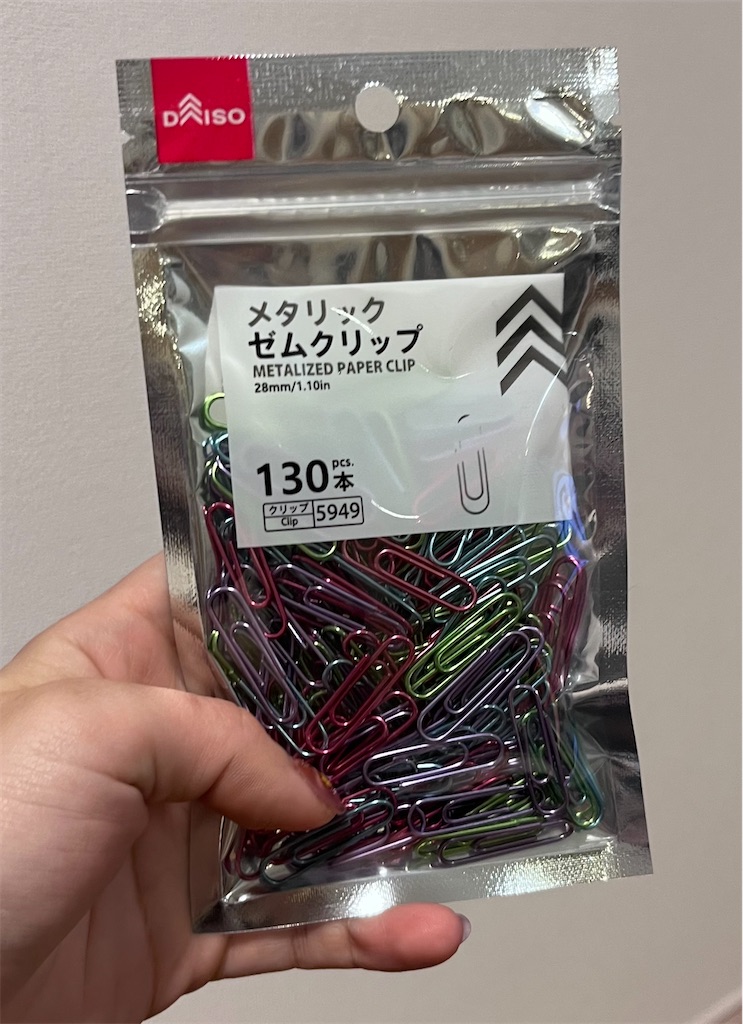 DAISO
メタリック
ゼムクリップ
METALIZED PAPER CLIP
28mm/1.10in
130 pcs.
本
クリップ
Clip
5949